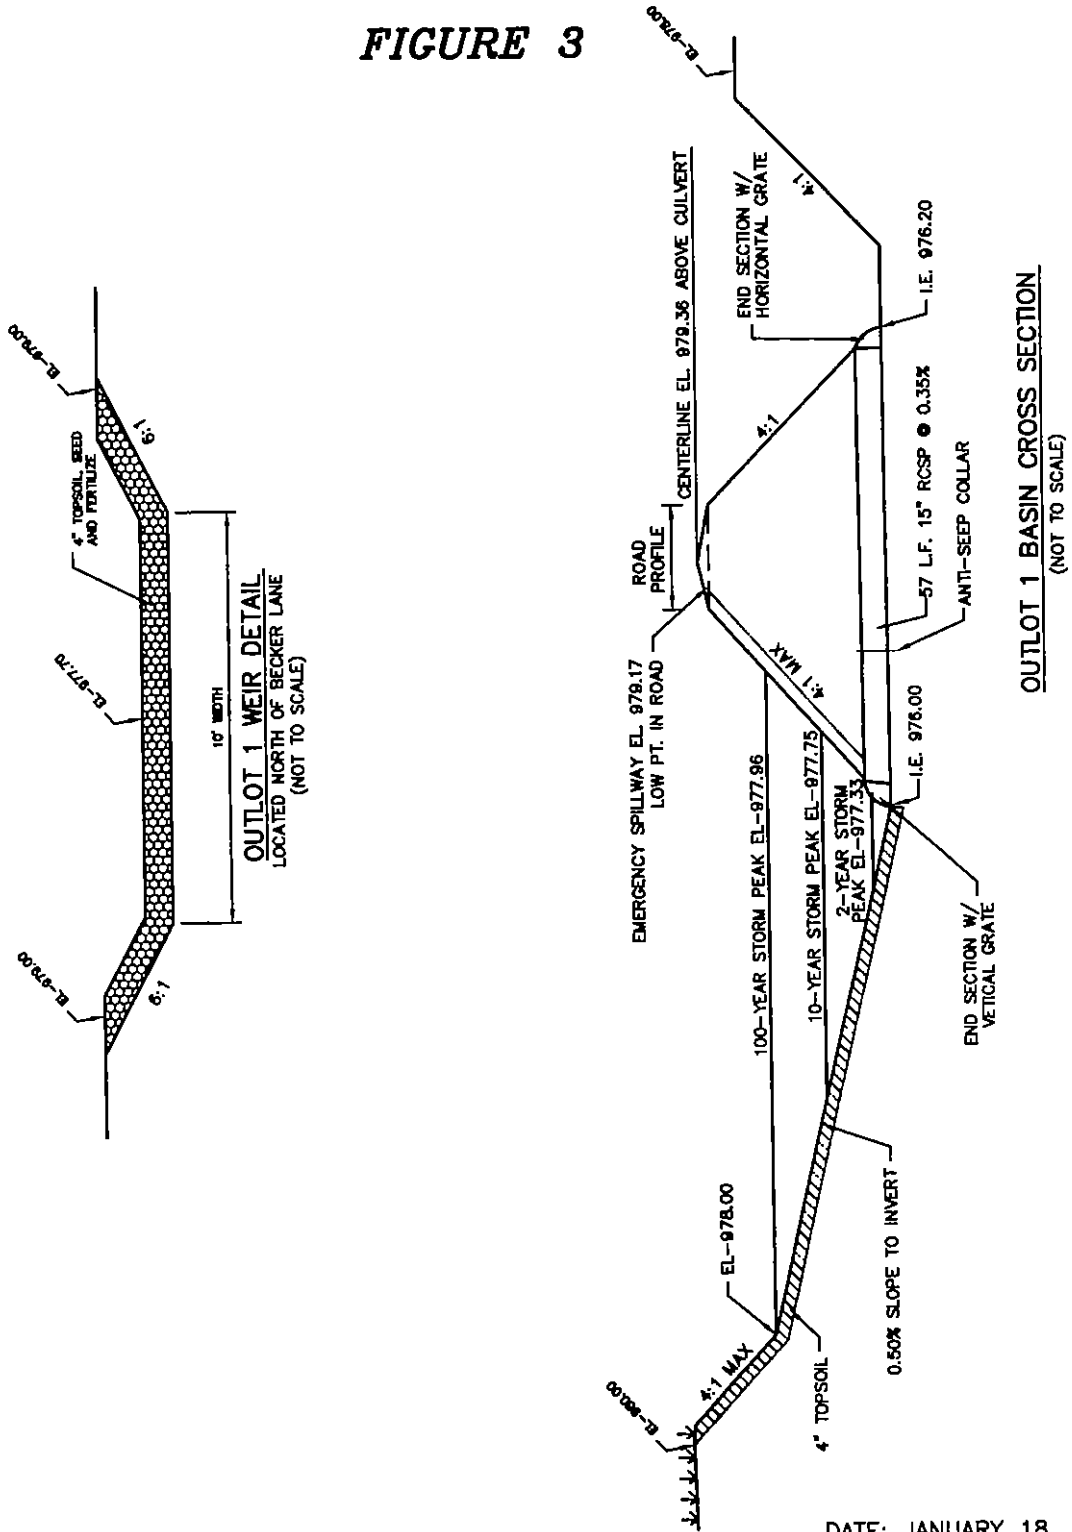 FIGURE 3
EL-979.00
4" TOPSOIL, SEED
AND FERTILIZE
6:1
EL-977.70
10' WIDTH
EL-979.00
6:1
OUTLOT 1 WEIR DETAIL
LOCATED NORTH OF BECKER LANE
(NOT TO SCALE)
EL-978.00
4:1
END SECTION W/
HORIZONTAL GRATE
I.E. 976.20
CENTERLINE EL. 979.36 ABOVE CULVERT
4:1
ROAD
PROFILE
57 L.F. 15" RCSP @ 0.35%
ANTI-SEEP COLLAR
EMERGENCY SPILLWAY EL. 979.17
LOW PT. IN ROAD
4:1 MAX
100-YEAR STORM PEAK EL-977.96
10-YEAR STORM PEAK EL-977.75
2-YEAR STORM
PEAK EL-977.33
I.E. 976.00
END SECTION W/
VETICAL GRATE
EL-978.00
0.50% SLOPE TO INVERT
4:1 MAX
4" TOPSOIL
OUTLOT 1 BASIN CROSS SECTION
(NOT TO SCALE)
DATE: JANUARY 18